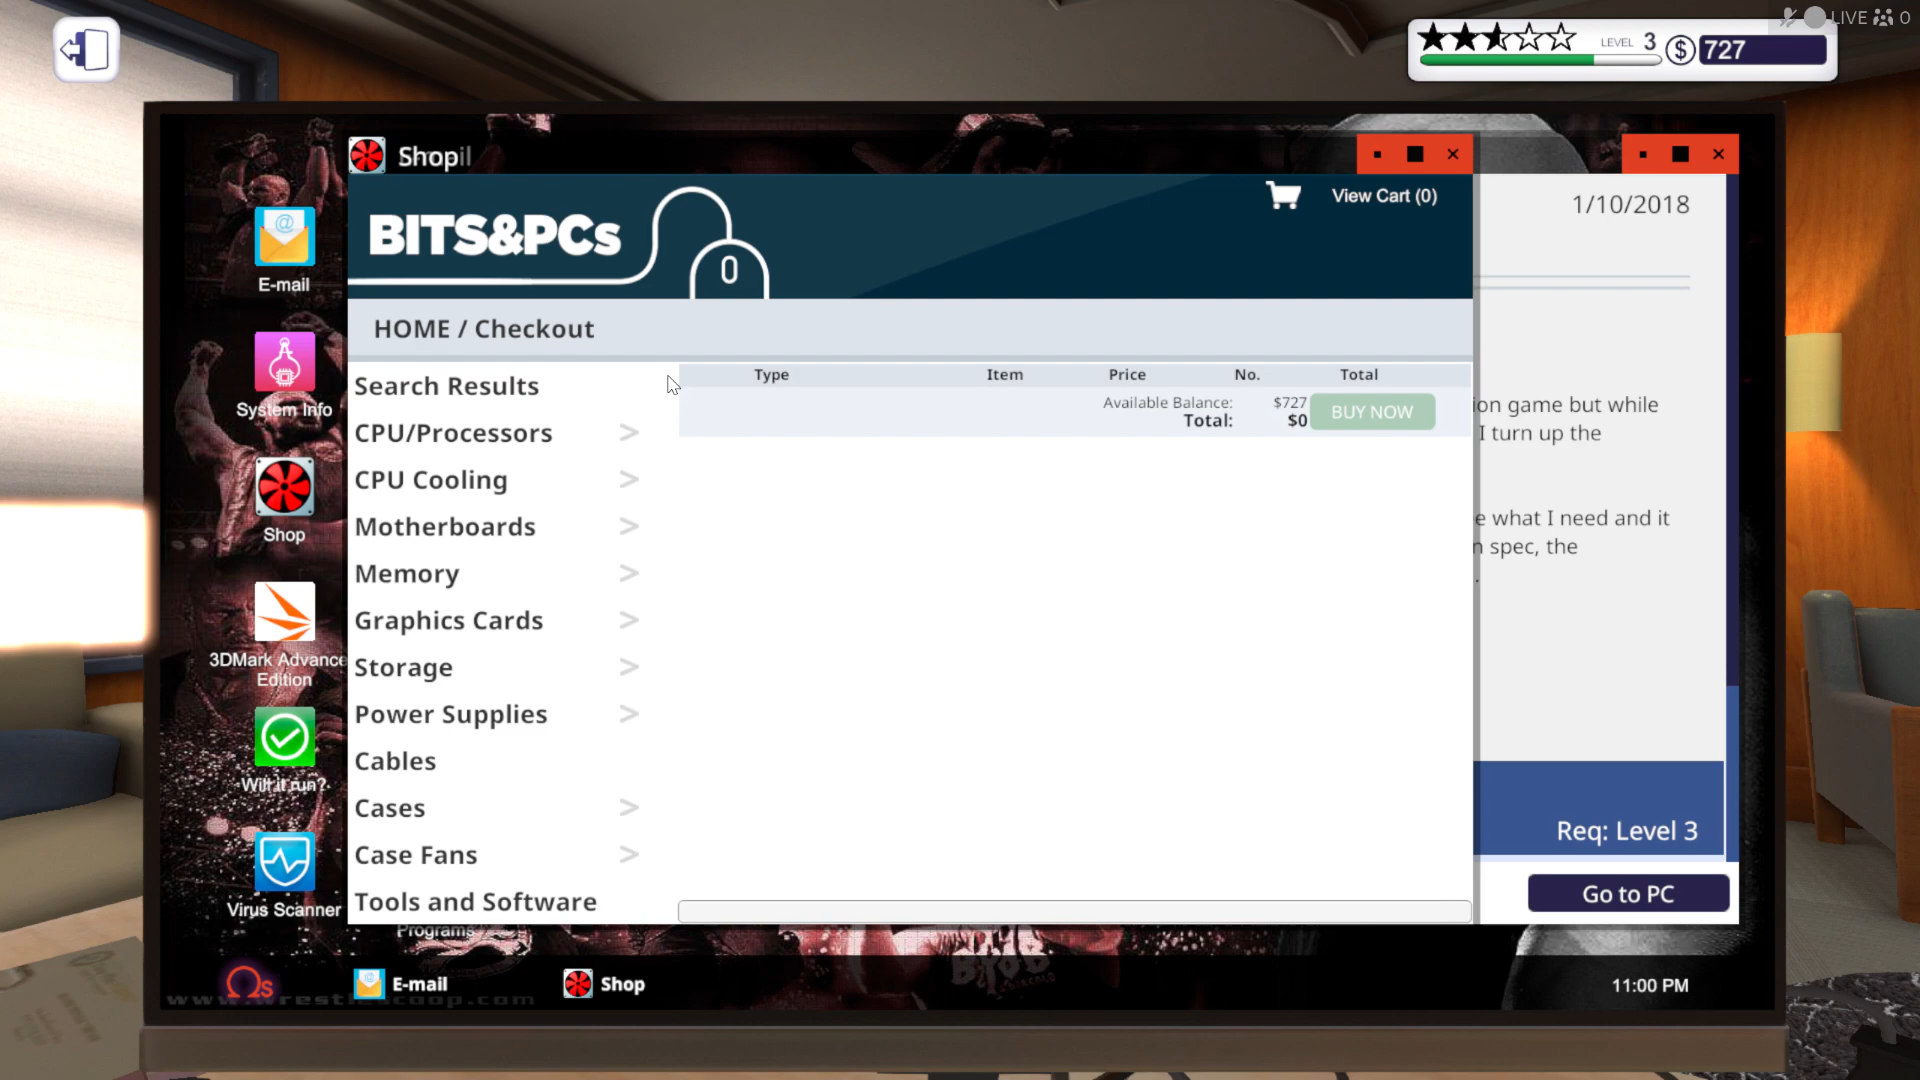 LIVE 0
LEVEL 3 $ 727
Shop
BITS&PCs
View Cart (0)
1/10/2018
HOME / Checkout
Search Results
CPU/Processors >
CPU Cooling >
Motherboards >
Memory >
Graphics Cards >
Storage >
Power Supplies >
Cables
Cases >
Case Fans >
Tools and Software
Type Item Price No. Total
Available Balance: $727
Total: $0
BUY NOW
ion game but while
I turn up the
e what I need and it
n spec, the
Req: Level 3
Go to PC
E-mail
System Info
Shop
3DMark Advance
Edition
Will it run?
Virus Scanner
Programs
E-mail
Shop
11:00 PM